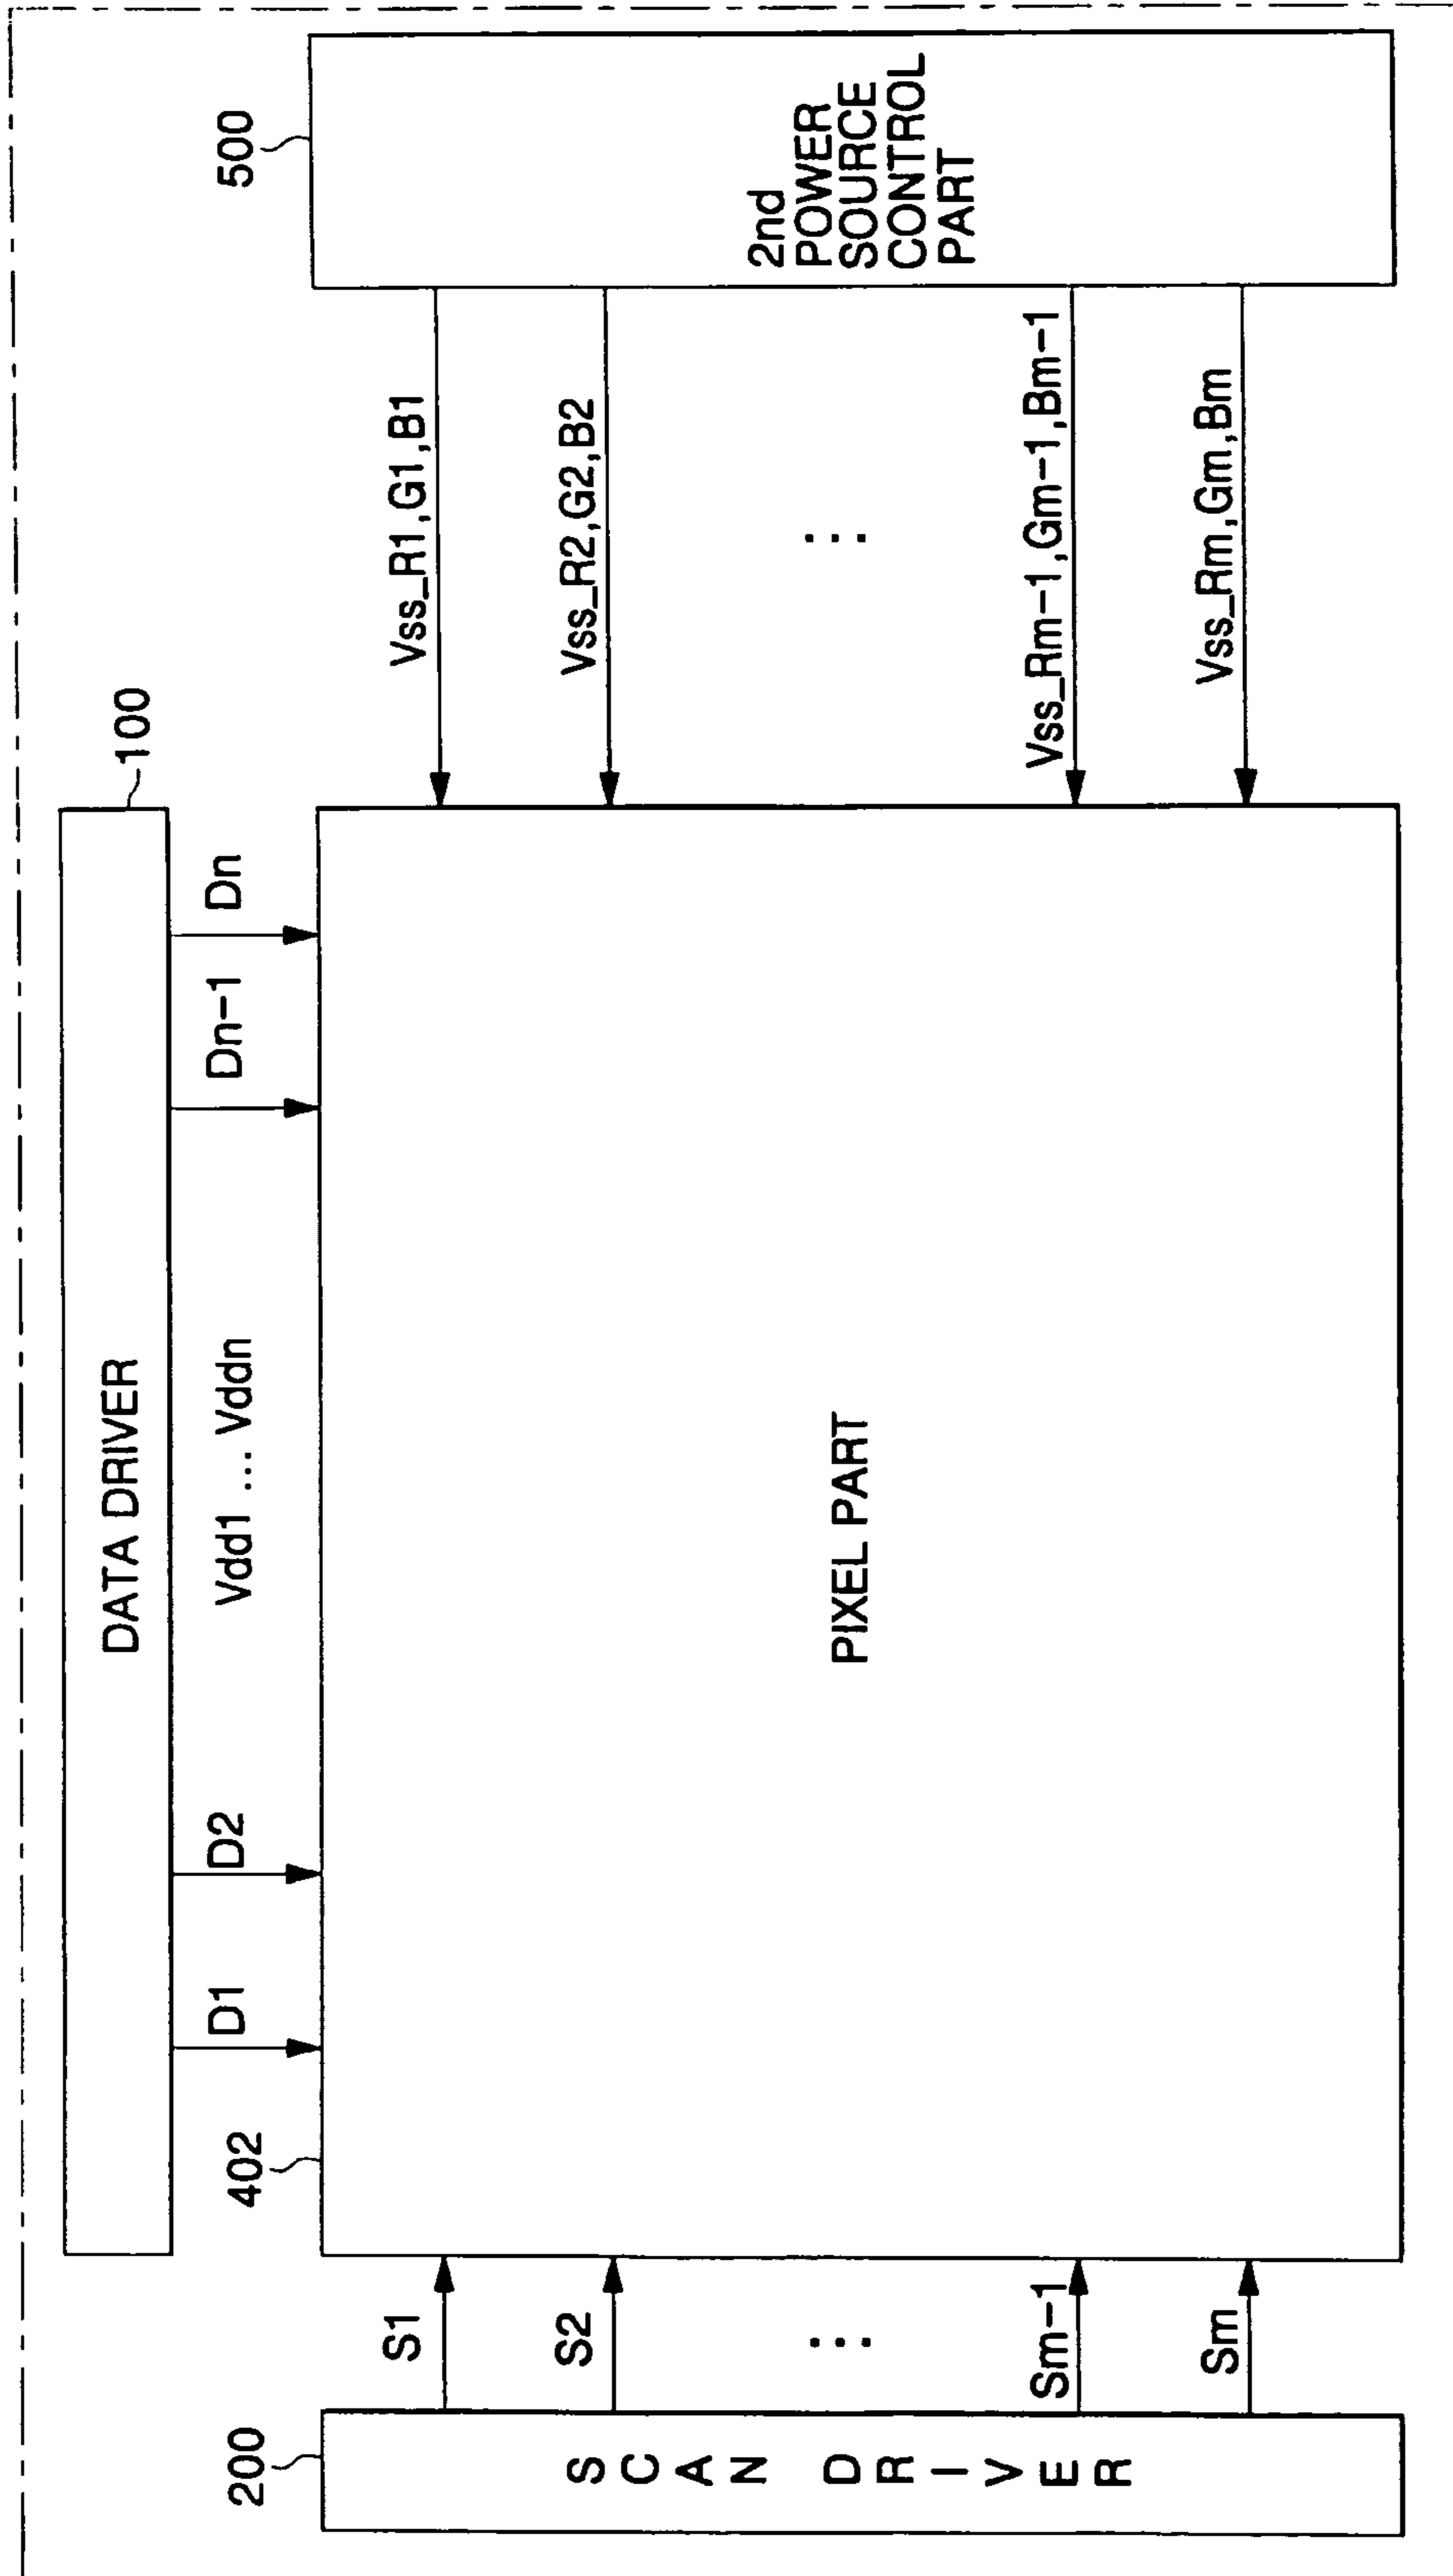 100
DATA DRIVER
D1
D2
Vdd1 ... Vddn
Dn-1
Dn
200
402
500
SCAN DRIVER
S1
S2
⋮
Sm-1
Sm
PIXEL PART
Vss_R1,G1,B1
Vss_R2,G2,B2
⋮
Vss_Rm-1,Gm-1,Bm-1
Vss_Rm,Gm,Bm
2nd
POWER
SOURCE
CONTROL
PART